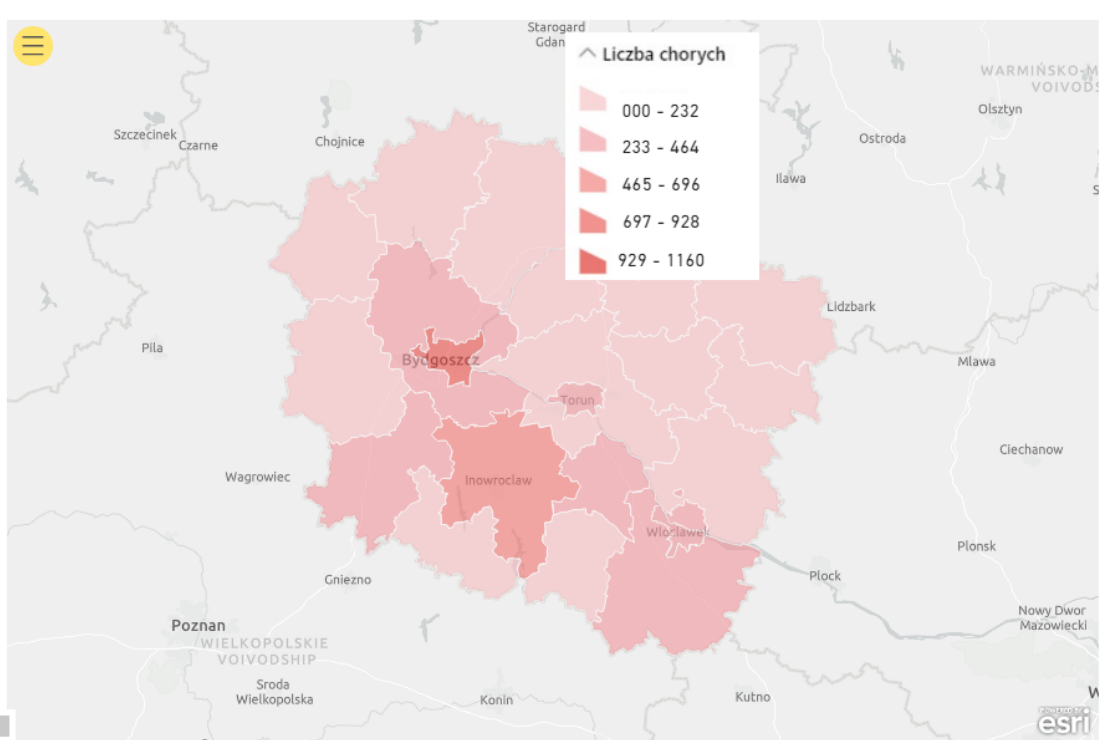 Starogard
Gdan
Liczba chorych
000 - 232
233 - 464
465 - 696
697 - 928
929 - 1160
WARMIŃSKO-M
VOIVODS
Olsztyn
Szczecinek
Czarne
Chojnice
Ostroda
Ilawa
S
Lidzbark
Pila
Bydgoszcz
Mlawa
Torun
Ciechanow
Wagrowiec
Inowroclaw
Wloclawek
Plonsk
Gniezno
Plock
Poznan
Nowy Dwor
Mazowiecki
WIELKOPOLSKIE
VOIVODSHIP
Sroda
Wielkopolska
Konin
Kutno
W
esri